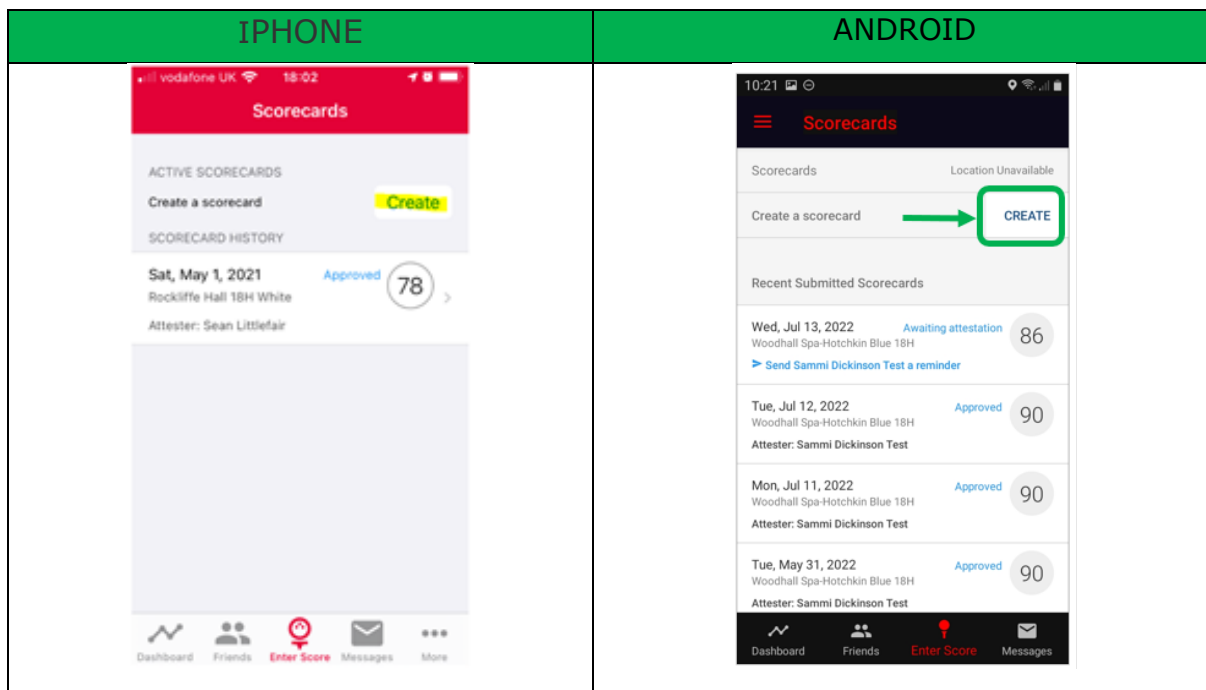 IPHONE
vodafone UK 18:02
Scorecards
ACTIVE SCORECARDS
Create a scorecard Create
SCORECARD HISTORY
Sat, May 1, 2021 Approved 78
Rockliffe Hall 18H White
Attester: Sean Littlefair
Dashboard Friends Enter Score Messages More
ANDROID
10:21
Scorecards
Scorecards Location Unavailable
Create a scorecard CREATE
Recent Submitted Scorecards
Wed, Jul 13, 2022 Awaiting attestation 86
Woodhall Spa-Hotchkin Blue 18H
Send Sammi Dickinson Test a reminder
Tue, Jul 12, 2022 Approved 90
Woodhall Spa-Hotchkin Blue 18H
Attester: Sammi Dickinson Test
Mon, Jul 11, 2022 Approved 90
Woodhall Spa-Hotchkin Blue 18H
Attester: Sammi Dickinson Test
Tue, May 31, 2022 Approved 90
Woodhall Spa-Hotchkin Blue 18H
Attester: Sammi Dickinson Test
Dashboard Friends Enter Score Messages